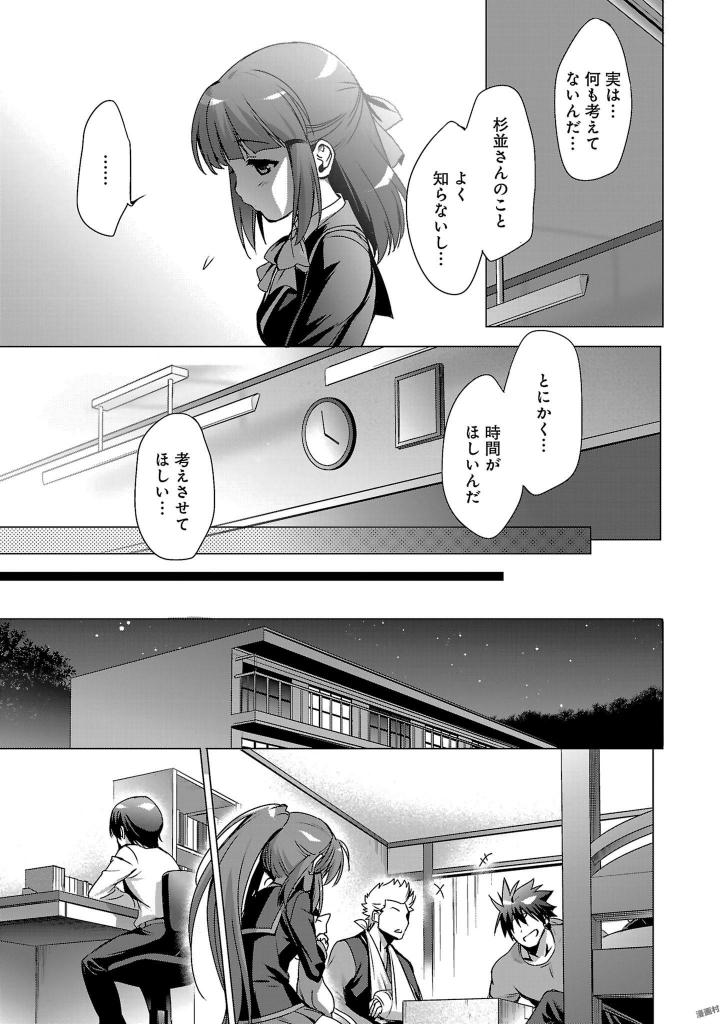 実は…
何も考えて
ないんだ…
杉並さんのこと
よく
知らないし…
……
とにかく…
時間が
ほしいんだ
考えさせて
ほしい…
漫画村